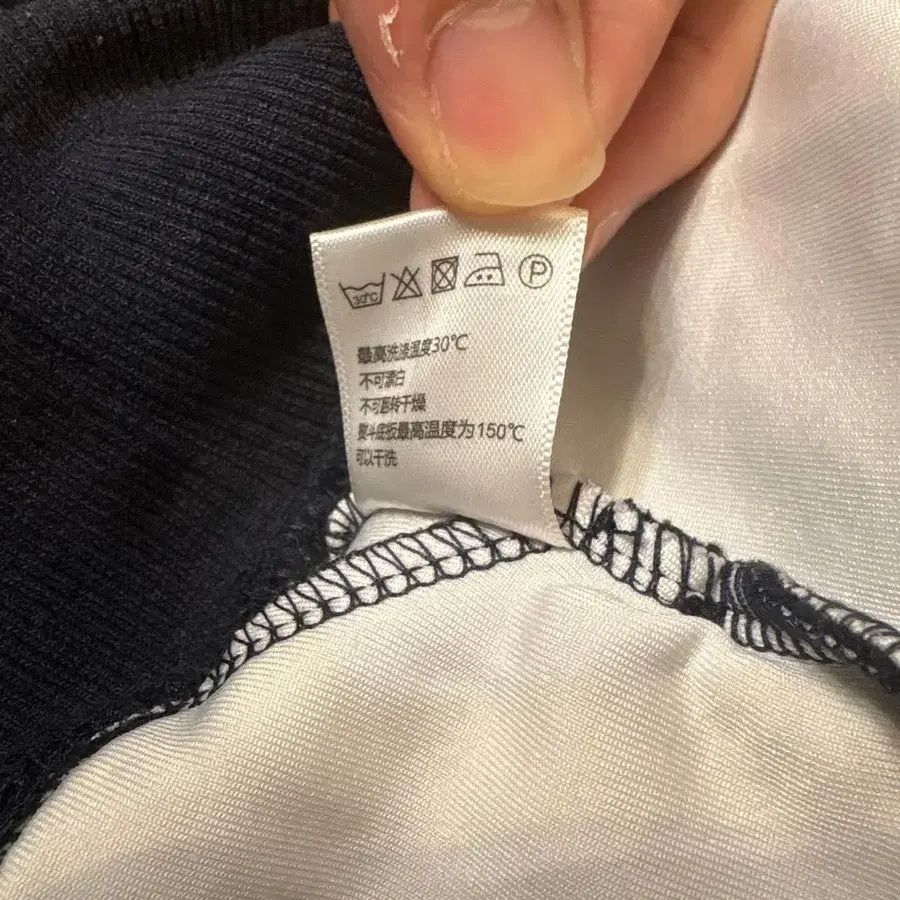 30℃ P
最高洗涤温度30℃
不可漂白
不可翻转干燥
熨斗底板最高温度为150℃
可以干洗